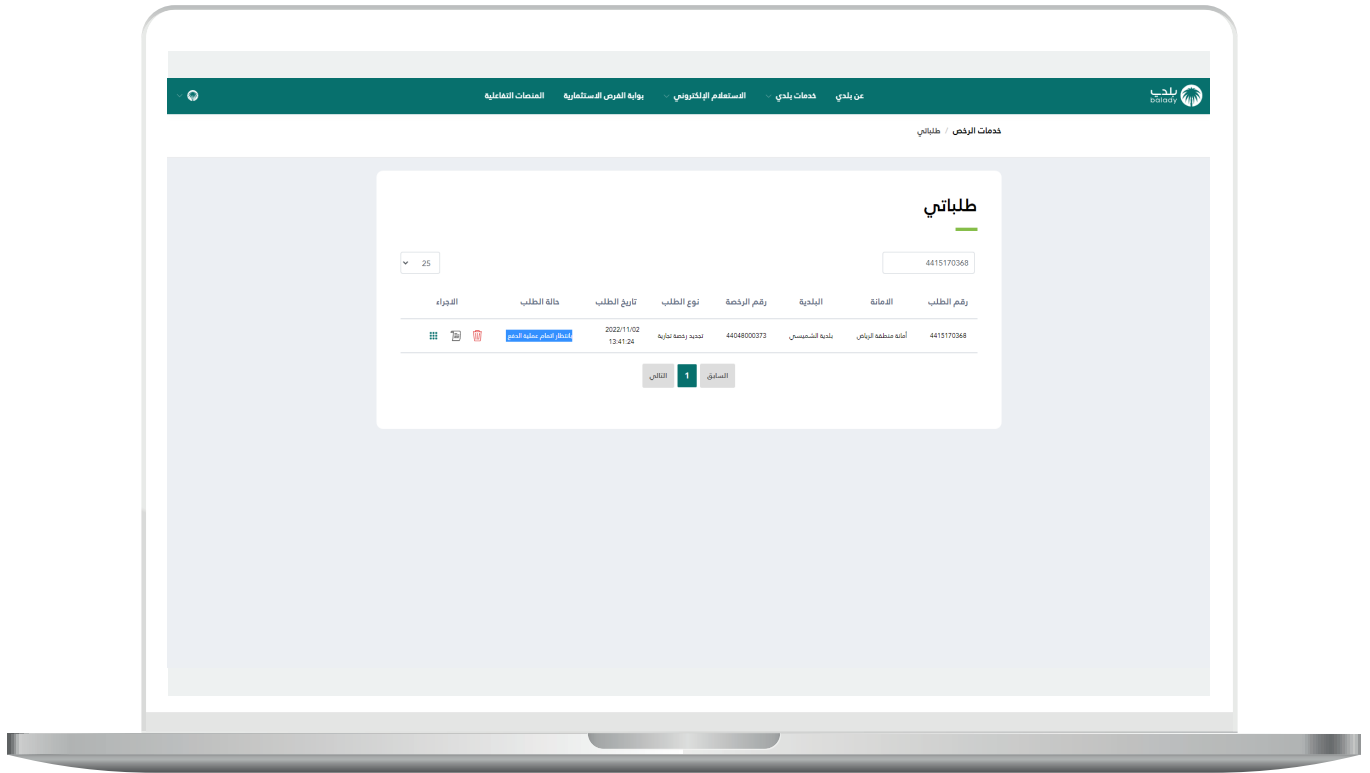 بلدي
balady
عن بلدي خدمات بلدي الاستعلام الإلكتروني بوابة الفرص الاستثمارية المنصات التفاعلية
خدمات الرخص / طلباتي
طلباتي
4415170368 25
رقم الطلب الامانة البلدية رقم الرخصة نوع الطلب تاريخ الطلب حالة الطلب الاجراء
4415170368 أمانة منطقة الرياض بلدية الشميسي 44048000373 تجديد رخصة تجارية 2022/11/02 بانتظار اتمام عملية الدفع
13:41:24
السابق 1 التالي